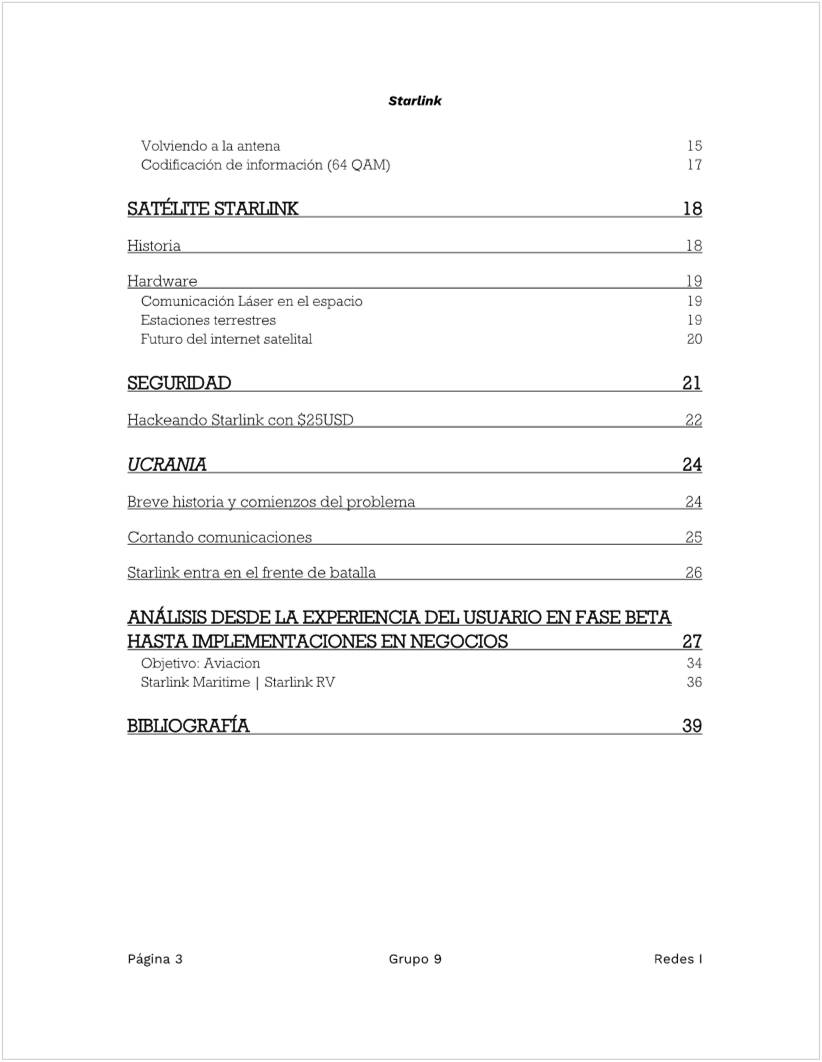 Starlink
Volviendo a la antena 15
Codificación de información (64 QAM) 17
SATÉLITE STARLINK 18
Historia 18
Hardware 19
Comunicación Láser en el espacio 19
Estaciones terrestres 19
Futuro del internet satelital 20
SEGURIDAD 21
Hackeando Starlink con $25USD 22
UCRANIA 24
Breve historia y comienzos del problema 24
Cortando comunicaciones 25
Starlink entra en el frente de batalla 26
ANÁLISIS DESDE LA EXPERIENCIA DEL USUARIO EN FASE BETA
HASTA IMPLEMENTACIONES EN NEGOCIOS 27
Objetivo: Aviacion 34
Starlink Maritime | Starlink RV 36
BIBLIOGRAFÍA 39
Página 3 Grupo 9 Redes I